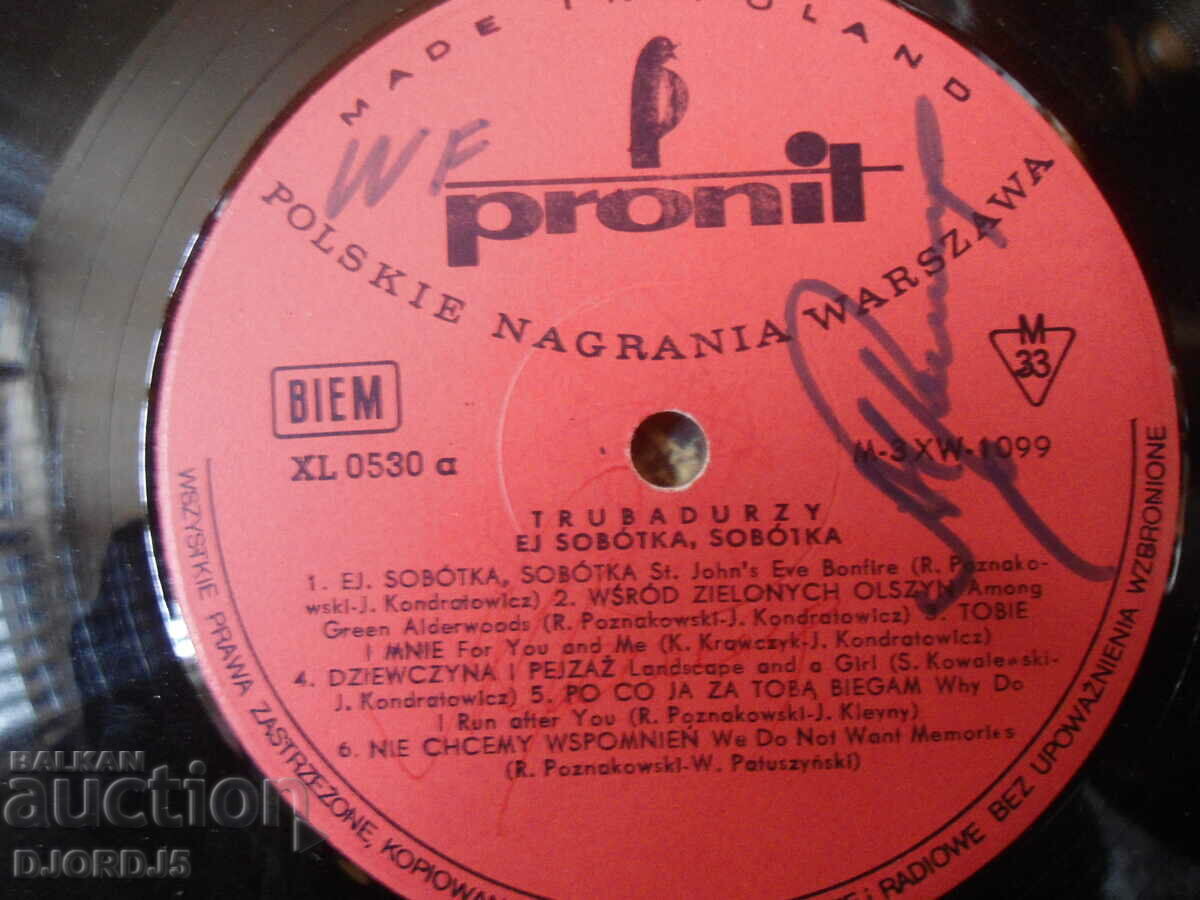 MADE IN POLAND
WF
pronit
POLSKIE NAGRANIA WARSZAWA
BIEM
M
33
XL 0530 a
M-3 XW-1099
TRUBADURZY
EJ SOBÓTKA, SOBÓTKA
1. EJ. SOBÓTKA, SOBÓTKA St. John's Eve Bonfire (R. Poznako-
wski-J. Kondratowicz) 2. WŚRÓD ZIELONYCH OLSZYN Among
Green Alderwoods (R. Poznakowski-J. Kondratowicz) 3. TOBIE
I MNIE For You and Me (K. Krawczyk-J. Kondratowicz)
4. DZIEWCZYNA I PEJZAŻ Landscape and a Girl (S. Kowalewski-
J. Kondratowicz) 5. PO CO JA ZA TOBĄ BIEGAM Why Do
I Run after You (R. Poznakowski-J. Kleyny)
6. NIE CHCEMY WSPOMNIEŃ We Do Not Want Memories
(R. Poznakowski-W. Patuszyński)
WSZYSTKIE PRAWA ZASTRZEŻONE, KOPIOWAN
I RADIOWE BEZ UPOWAŻNIENIA WZBRONIONE
BALKAN
auction
DJORDJ5